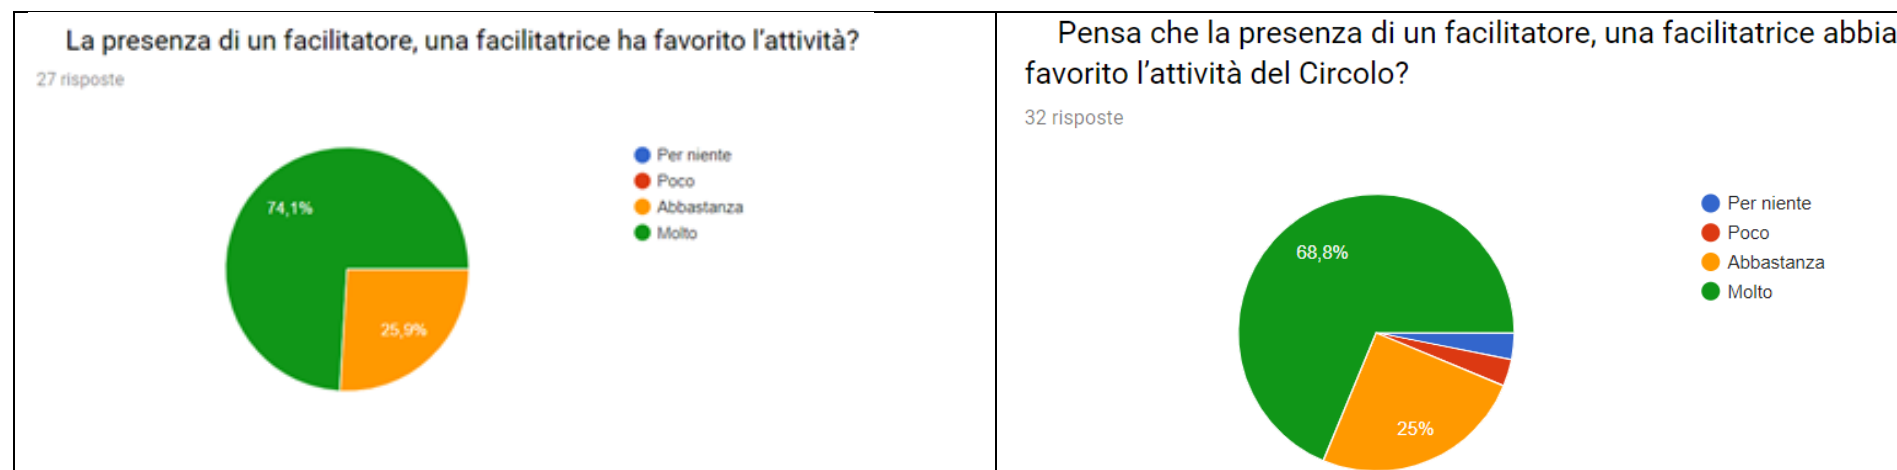 La presenza di un facilitatore, una facilitatrice ha favorito l'attività?
27 risposte
74,1%
25,9%
Per niente
Poco
Abbastanza
Molto
Pensa che la presenza di un facilitatore, una facilitatrice abbia
favorito l'attività del Circolo?
32 risposte
68,8%
25%
Per niente
Poco
Abbastanza
Molto